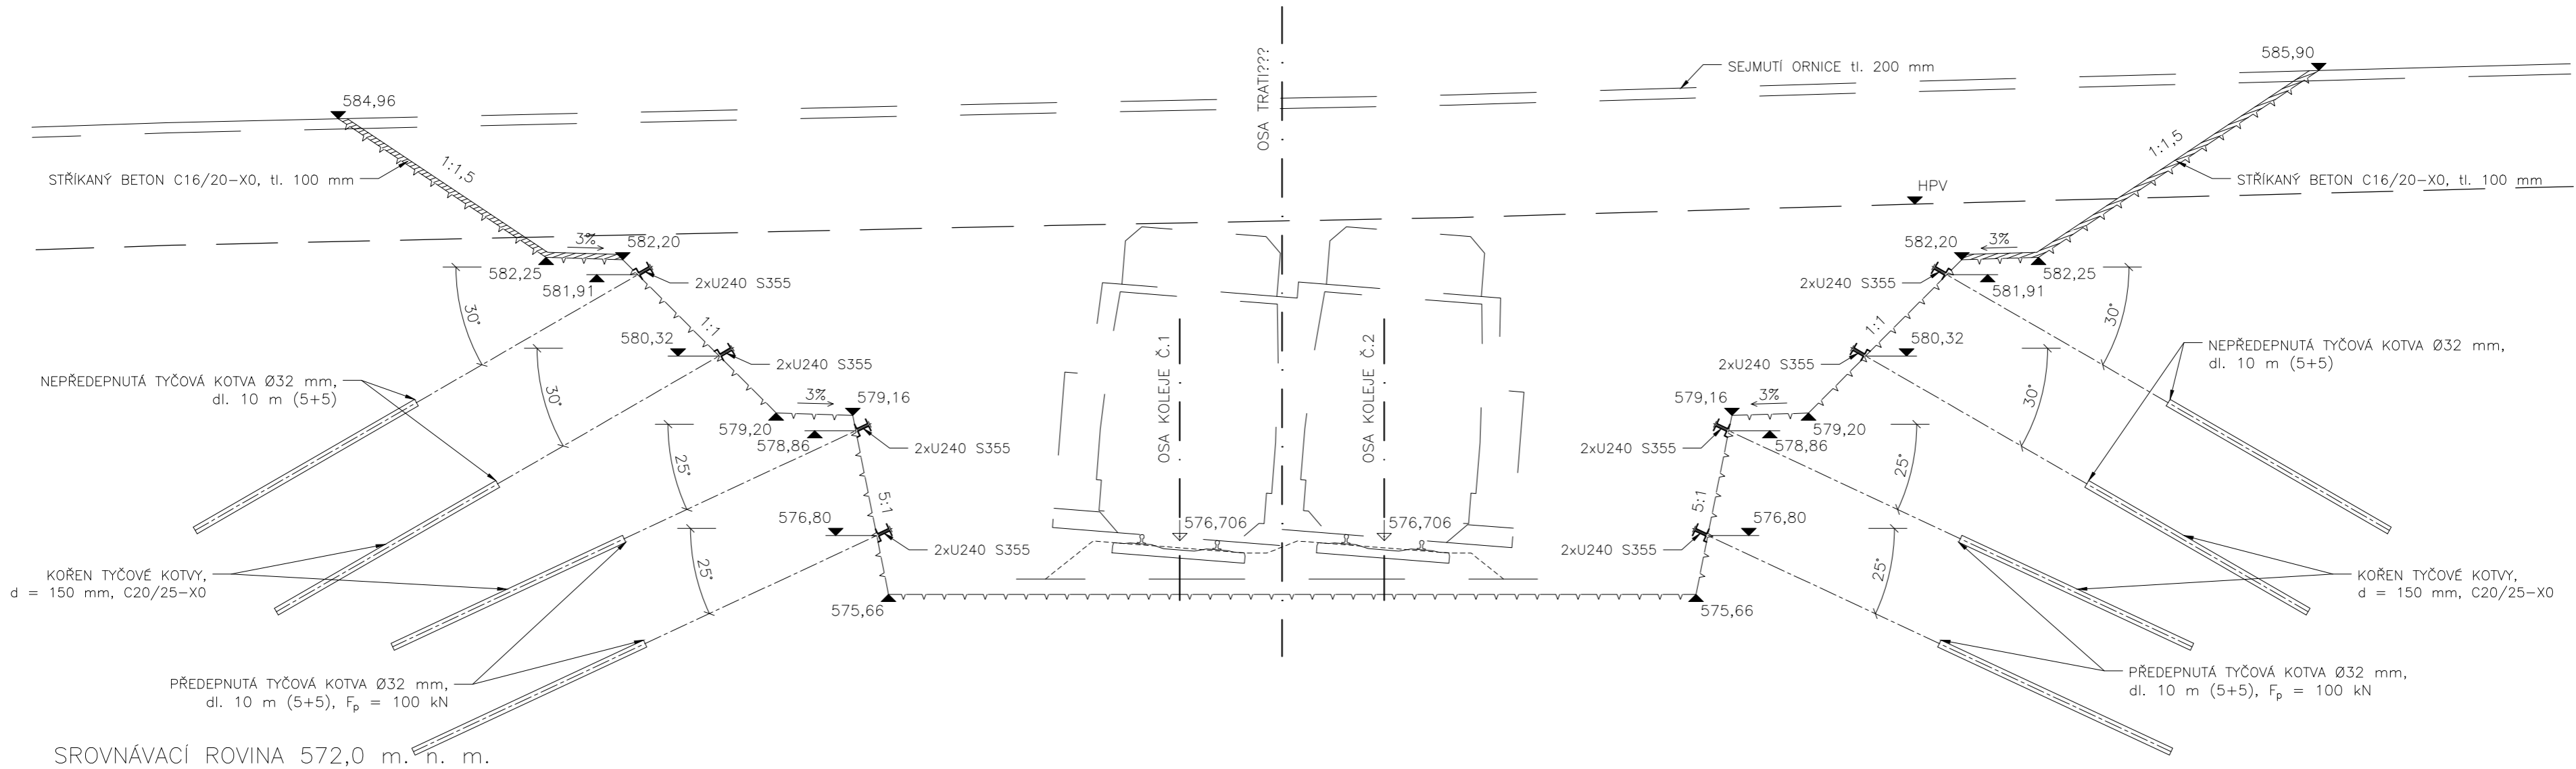 OSA TRATI???
SEJMUTÍ ORNICE tl. 200 mm
585,90
584,96
1:1,5
STŘÍKANÝ BETON C16/20-X0, tl. 100 mm
1:1,5
STŘÍKANÝ BETON C16/20-X0, tl. 100 mm
HPV
3%
582,20
582,25
581,91
2xU240 S355
30°
1:1
580,32
2xU240 S355
30°
NEPŘEDEPNUTÁ TYČOVÁ KOTVA Ø32 mm,
dl. 10 m (5+5)
3%
579,16
579,20
578,86
2xU240 S355
25°
5:1
576,80
2xU240 S355
25°
KOŘEN TYČOVÉ KOTVY,
d = 150 mm, C20/25-X0
575,66
PŘEDEPNUTÁ TYČOVÁ KOTVA Ø32 mm,
dl. 10 m (5+5), Fp = 100 kN
OSA KOLEJE Č.1
576,706
OSA KOLEJE Č.2
576,706
582,20
3%
582,25
2xU240 S355
581,91
30°
1:1
580,32
2xU240 S355
30°
NEPŘEDEPNUTÁ TYČOVÁ KOTVA Ø32 mm,
dl. 10 m (5+5)
579,16
3%
579,20
578,86
2xU240 S355
25°
5:1
576,80
2xU240 S355
25°
KOŘEN TYČOVÉ KOTVY,
d = 150 mm, C20/25-X0
575,66
PŘEDEPNUTÁ TYČOVÁ KOTVA Ø32 mm,
dl. 10 m (5+5), Fp = 100 kN
SROVNÁVACÍ ROVINA 572,0 m. n. m.